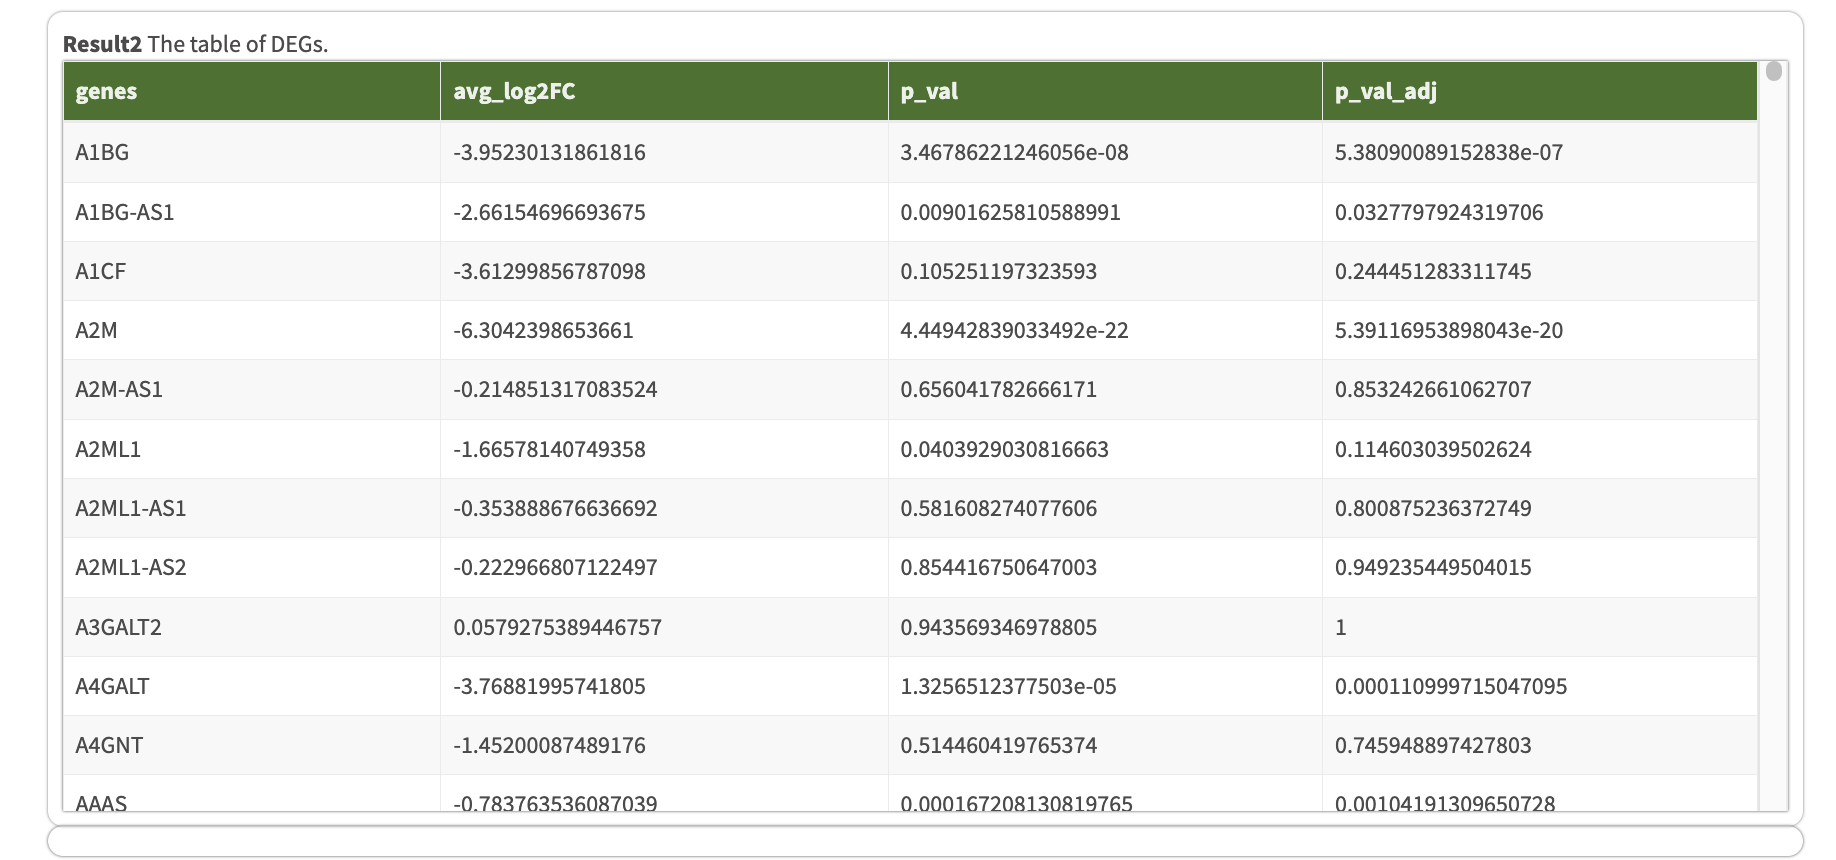 Result2 The table of DEGs.
genes avg_log2FC p_val p_val_adj
A1BG -3.95230131861816 3.46786221246056e-08 5.38090089152838e-07
A1BG-AS1 -2.66154696693675 0.00901625810588991 0.0327797924319706
A1CF -3.61299856787098 0.105251197323593 0.244451283311745
A2M -6.3042398653661 4.44942839033492e-22 5.39116953898043e-20
A2M-AS1 -0.214851317083524 0.656041782666171 0.853242661062707
A2ML1 -1.66578140749358 0.0403929030816663 0.114603039502624
A2ML1-AS1 -0.353888676636692 0.581608274077606 0.800875236372749
A2ML1-AS2 -0.222966807122497 0.854416750647003 0.949235449504015
A3GALT2 0.0579275389446757 0.943569346978805 1
A4GALT -3.76881995741805 1.3256512377503e-05 0.000110999715047095
A4GNT -1.45200087489176 0.514460419765374 0.745948897427803
AAAS -0.783763536087039 0.000167208130819765 0.00104191309650728